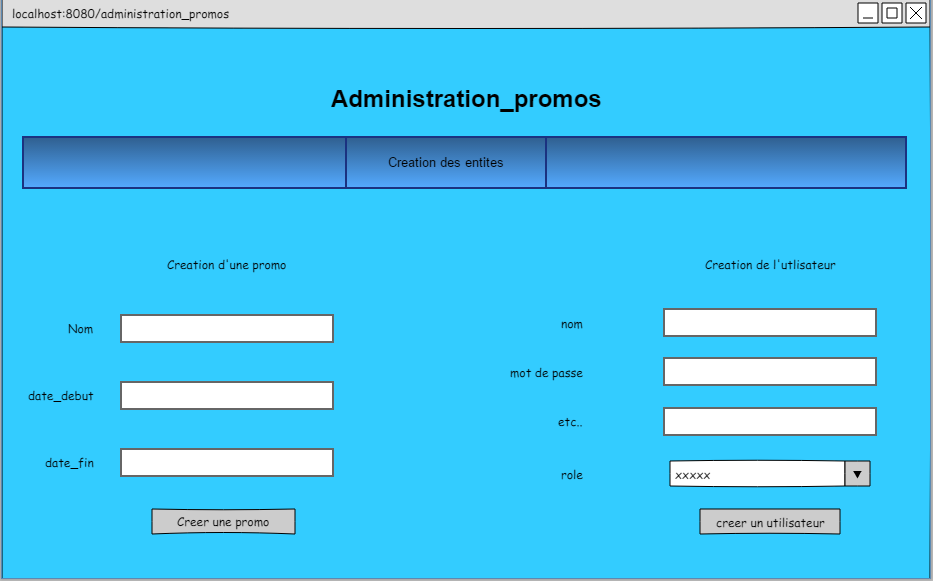 localhost:8080/administration_promos
Administration_promos
Creation des entites
Creation d'une promo
Nom
date_debut
date_fin
Creer une promo
Creation de l'utlisateur
nom
mot de passe
etc..
role
xxxxx
creer un utilisateur